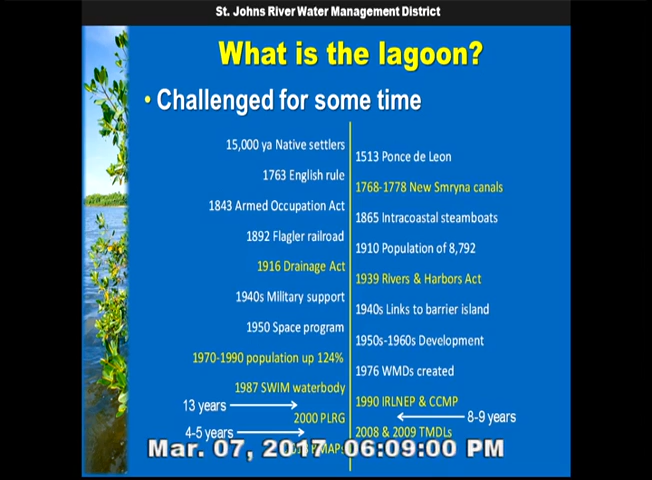 St. Johns River Water Management District
What is the lagoon?
• Challenged for some time
15,000 ya Native settlers
1513 Ponce de Leon
1763 English rule
1768-1778 New Smryna canals
1843 Armed Occupation Act
1865 Intracoastal steamboats
1892 Flagler railroad
1910 Population of 8,792
1916 Drainage Act
1939 Rivers & Harbors Act
1940s Military support
1940s Links to barrier island
1950 Space program
1950s-1960s Development
1970-1990 population up 124%
1976 WMDs created
1987 SWIM waterbody
1990 IRLNEP & CCMP
13 years
2000 PLRG
8-9 years
4-5 years
2008 & 2009 TMDLs
Mar. 07, 2017 06:09:00 PM